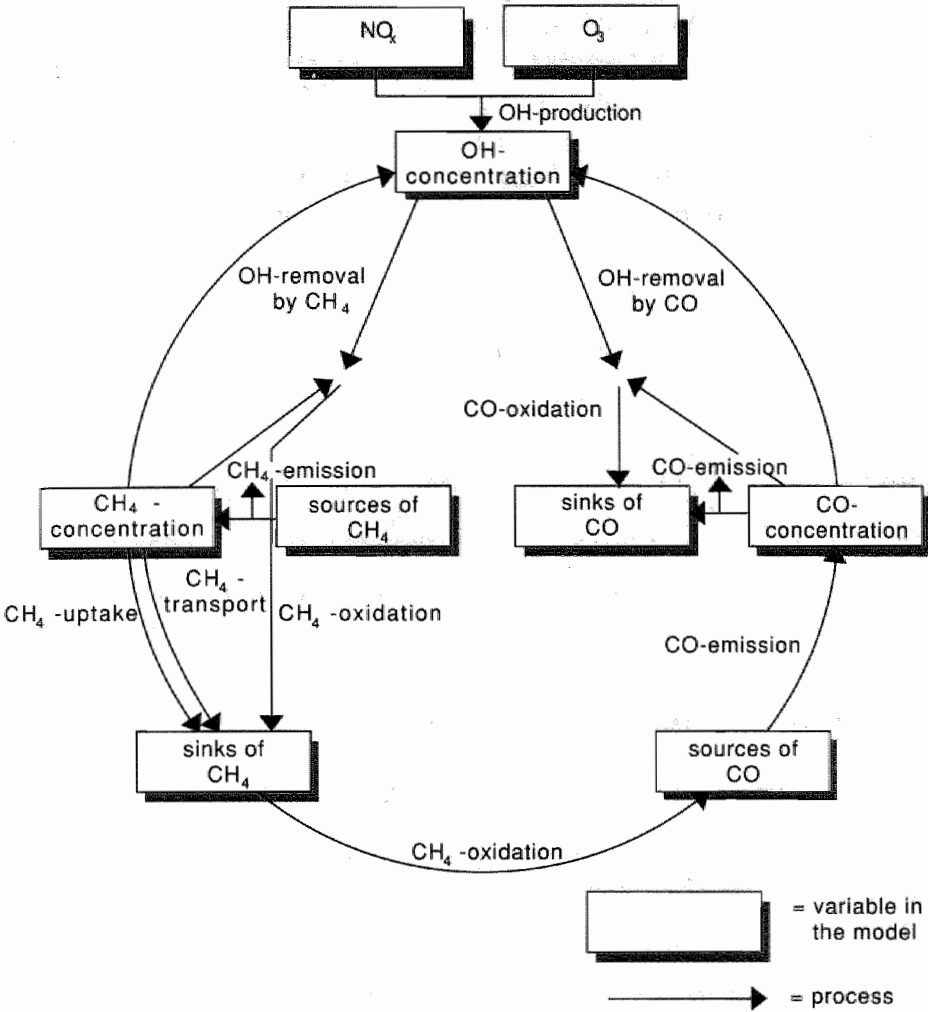 NOₓ
O₃
OH-production
OH-
concentration
OH-removal
by CH₄
OH-removal
by CO
CO-oxidation
CH₄-emission
CO-emission
CH₄ -
concentration
sources of
CH₄
sinks of
CO
CO-
concentration
CH₄ -
transport
CH₄ -uptake
CH₄ -oxidation
CO-emission
sinks of
CH₄
sources of
CO
CH₄ -oxidation
= variable in
the model
= process